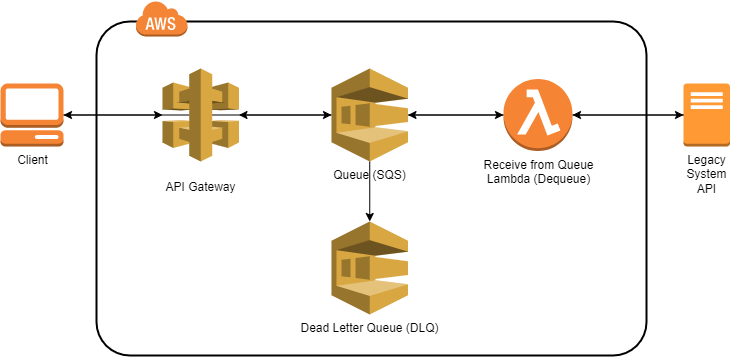 AWS
Client
API Gateway
Queue (SQS)
Receive from Queue
Lambda (Dequeue)
Legacy
System
API
Dead Letter Queue (DLQ)